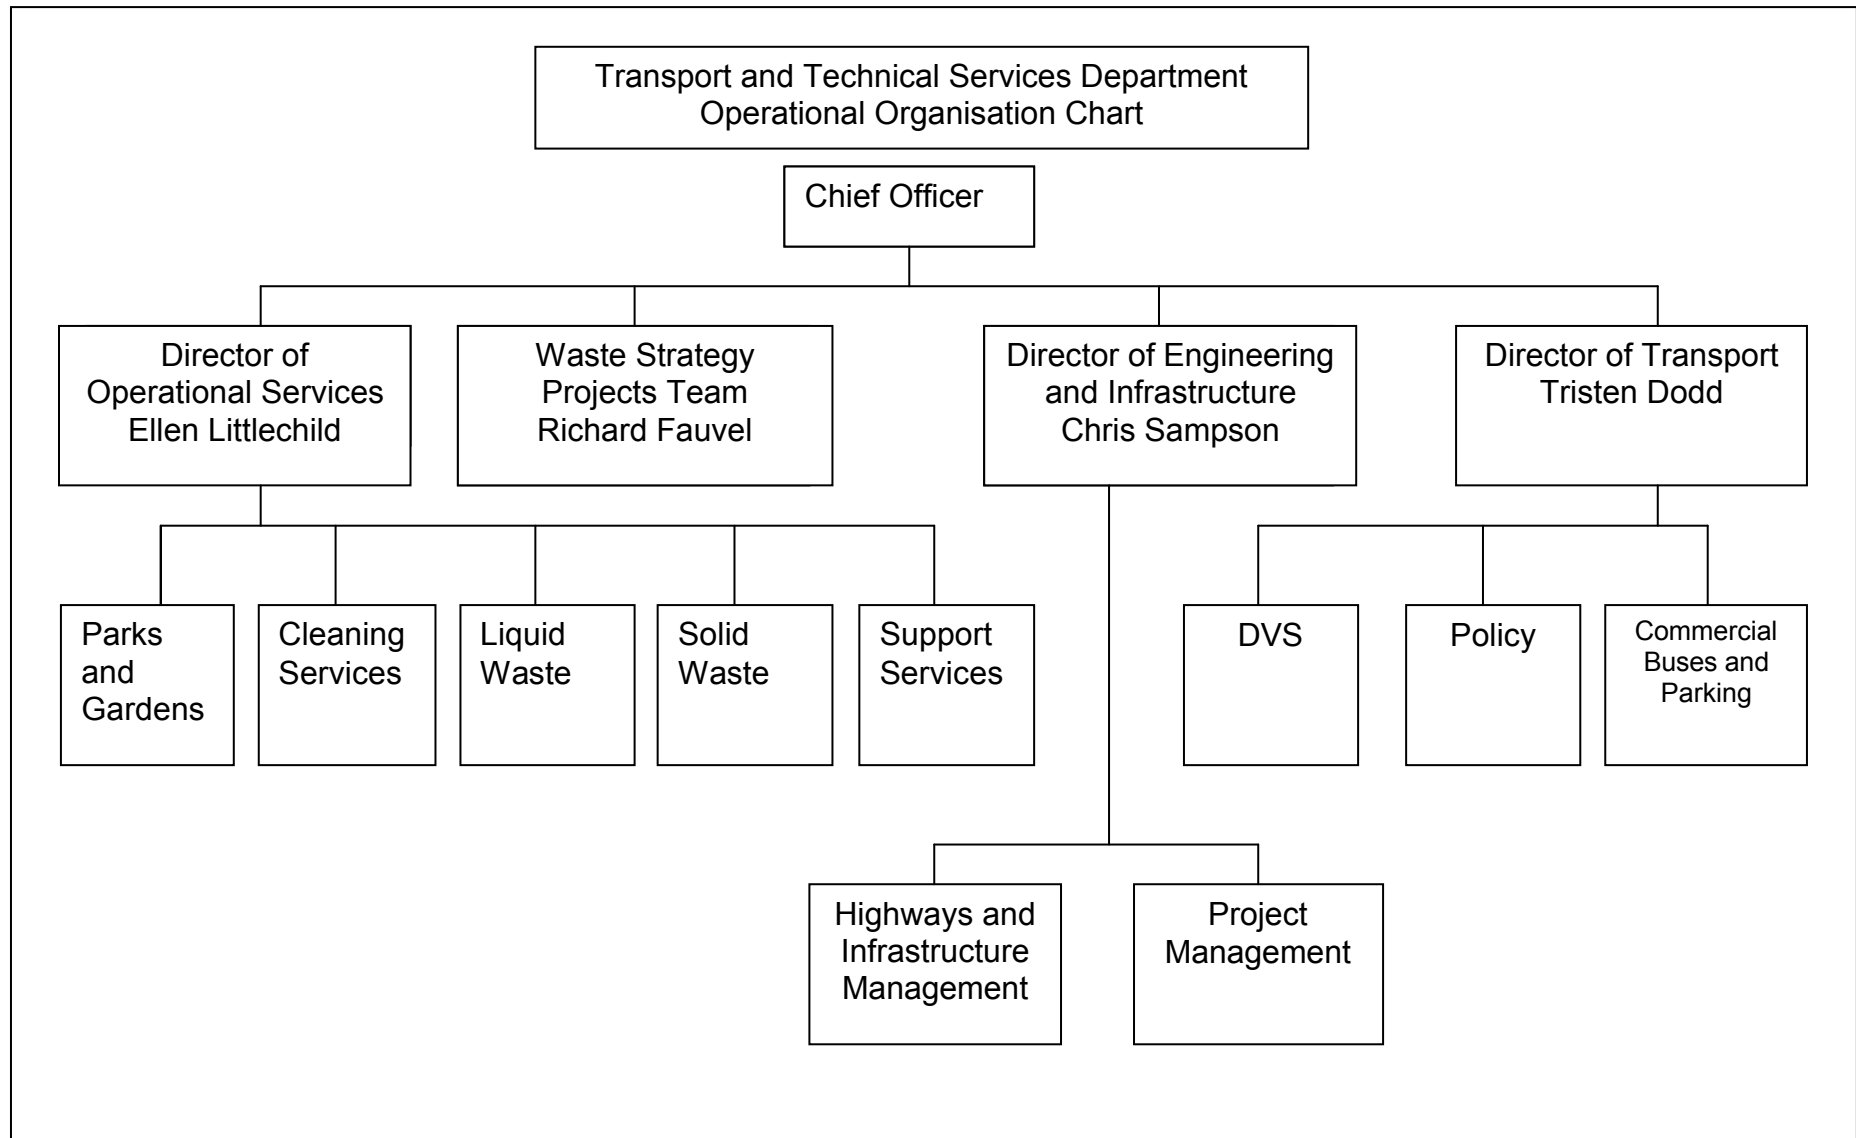 Transport and Technical Services Department
Operational Organisation Chart
Chief Officer
Director of
Operational Services
Ellen Littlechild
Waste Strategy
Projects Team
Richard Fauvel
Director of Engineering
and Infrastructure
Chris Sampson
Director of Transport
Tristen Dodd
Parks
and
Gardens
Cleaning
Services
Liquid
Waste
Solid
Waste
Support
Services
DVS
Policy
Commercial
Buses and
Parking
Highways and
Infrastructure
Management
Project
Management